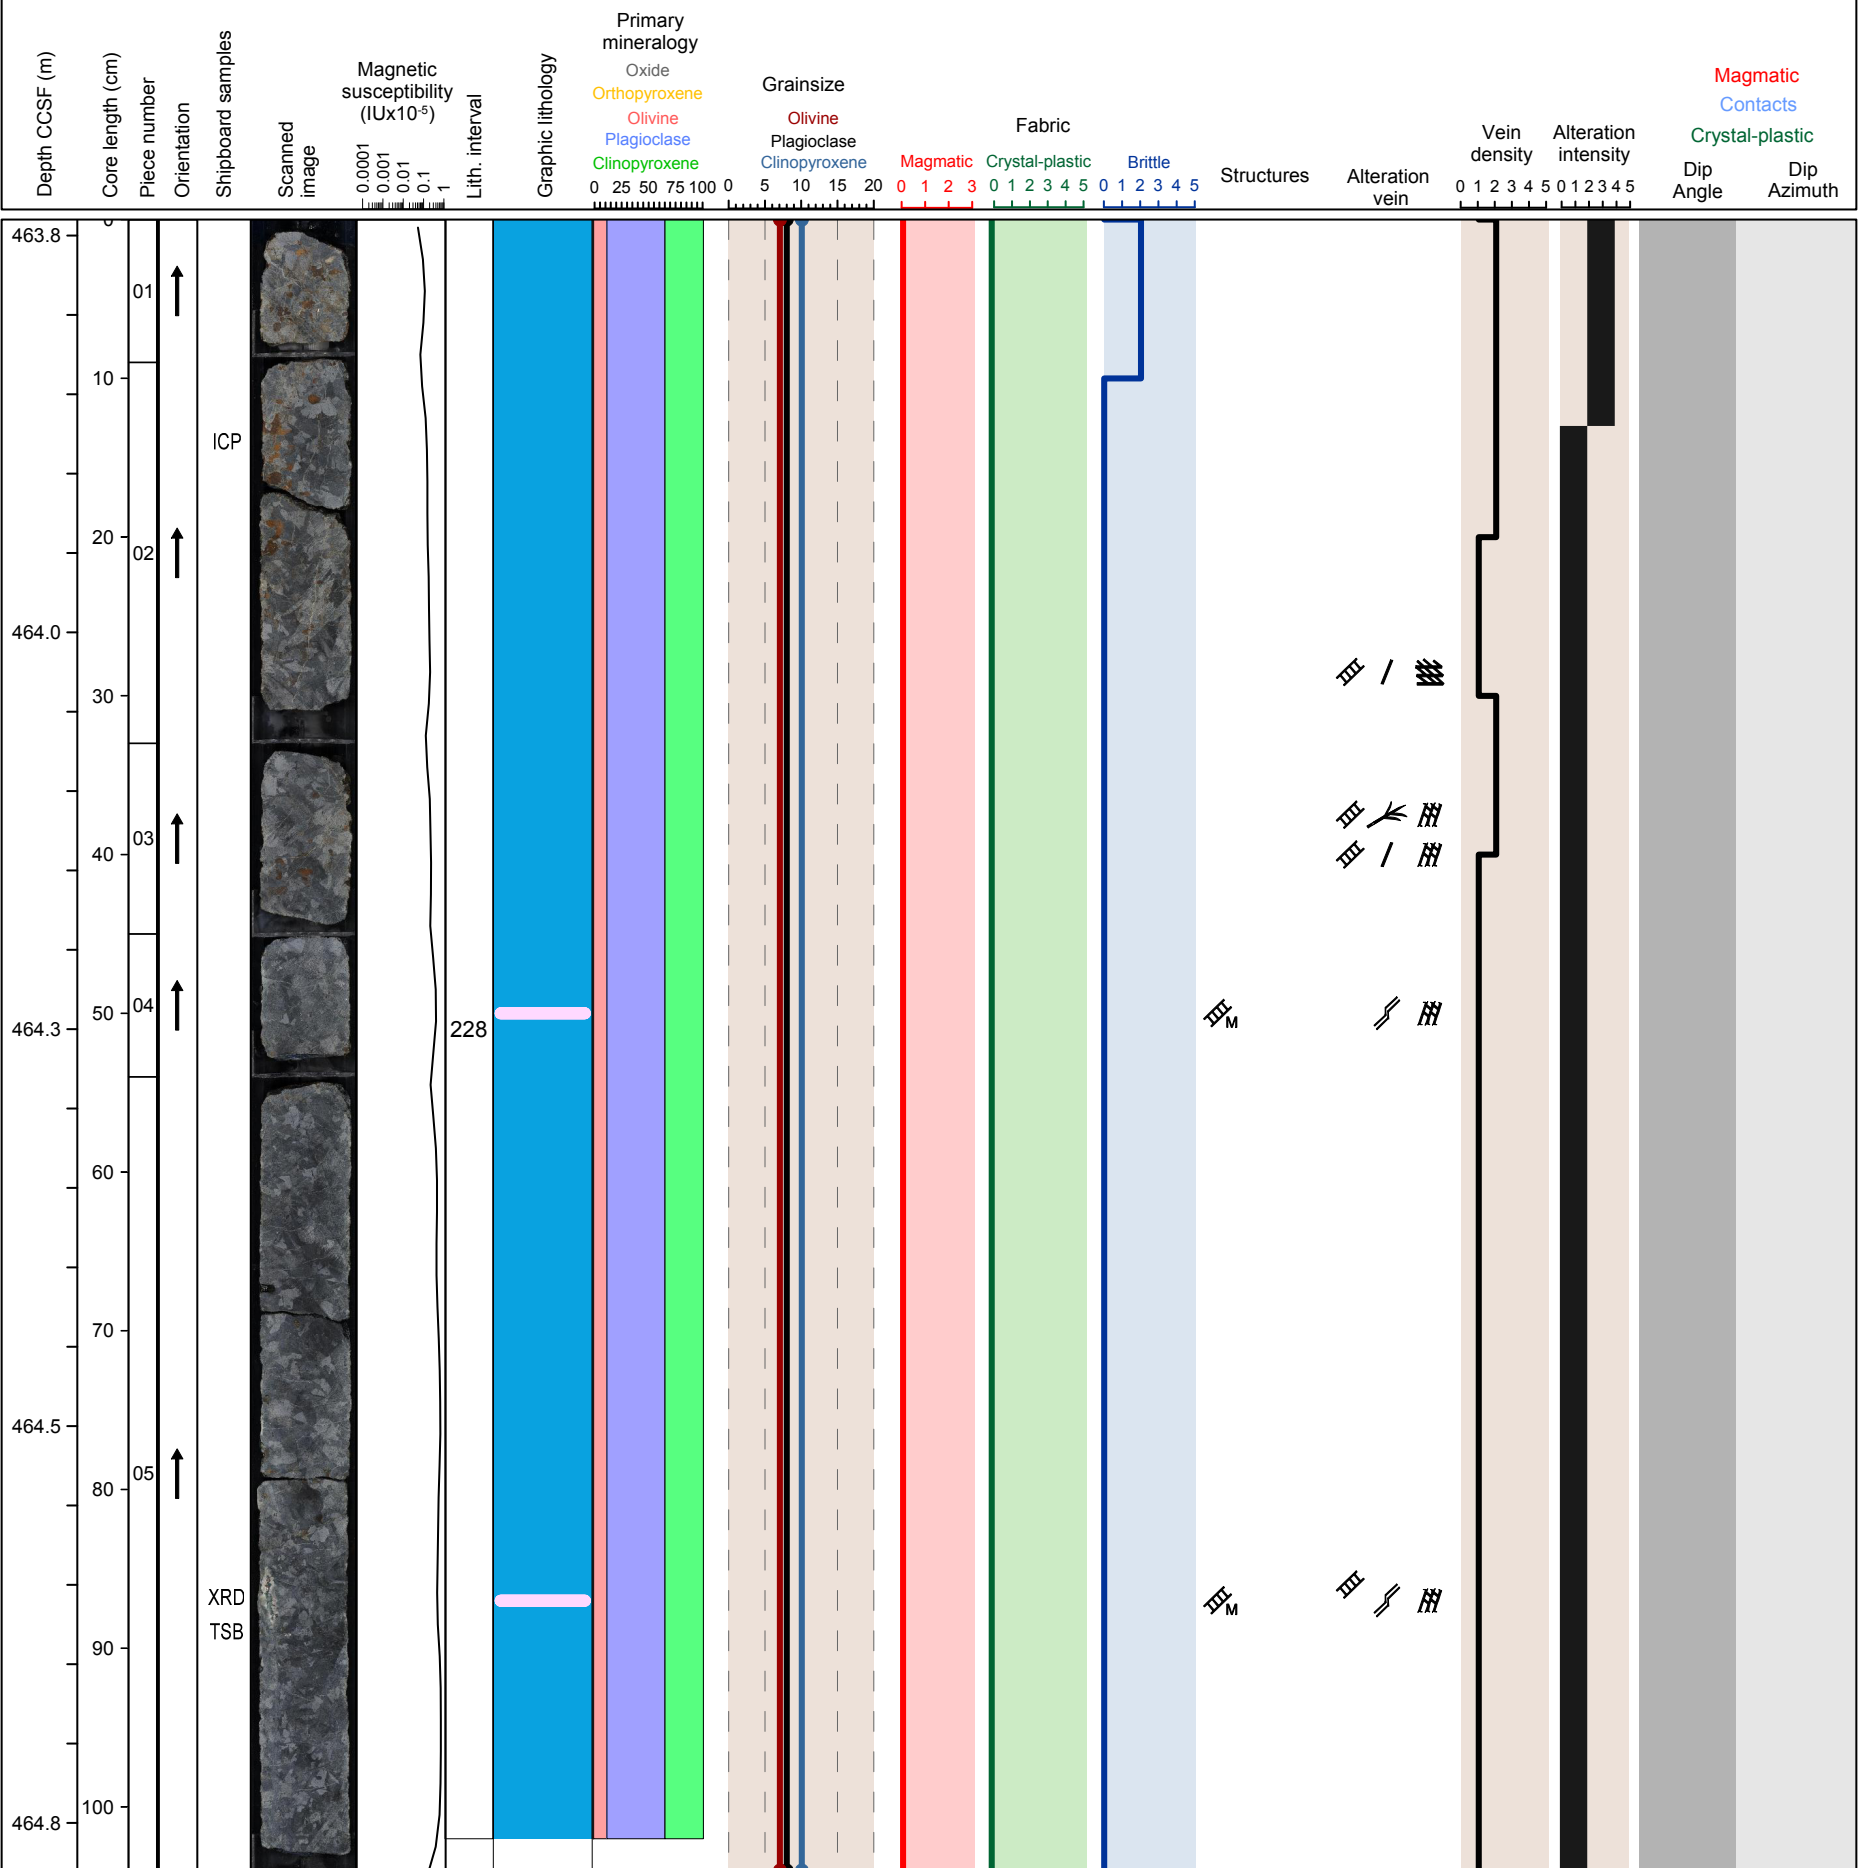 Depth CCSF (m)
Core length (cm)
Piece number
Orientation
Shipboard samples
Scanned
image
Magnetic
susceptibility
(IUx10-5)
0.0001
0.001
0.01
0.1
1
Lith. interval
Graphic lithology
Primary
mineralogy
Oxide
Orthopyroxene
Olivine
Plagioclase
Clinopyroxene
0 25 50 75 100
Grainsize
Olivine
Plagioclase
Clinopyroxene
0 5 10 15 20
Fabric
Magmatic Crystal-plastic Brittle
0 1 2 3 0 1 2 3 4 5 0 1 2 3 4 5
Structures
Alteration
vein
Vein
density
0 1 2 3 4 5
Alteration
intensity
0 1 2 3 4 5
Magmatic
Contacts
Crystal-plastic
Dip
Angle
Dip
Azimuth
0
463.8
01
10
ICP
20
02
464.0
30
03
40
04
50
464.3
228
M
60
70
464.5
05
80
XRD
M
TSB
90
100
464.8